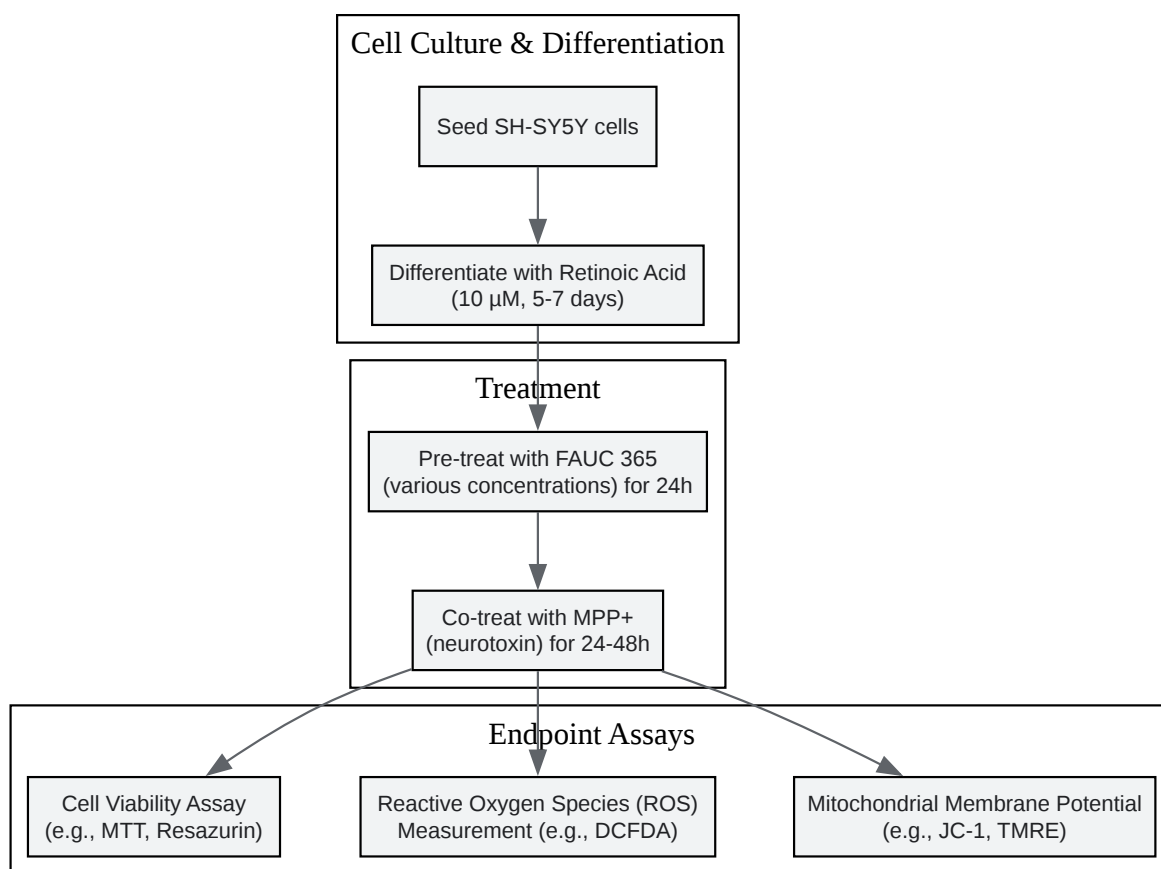 Cell Culture & Differentiation
Seed SH-SY5Y cells
Differentiate with Retinoic Acid
(10 µM, 5-7 days)
Treatment
Pre-treat with FAUC 365
(various concentrations) for 24h
Co-treat with MPP+
(neurotoxin) for 24-48h
Endpoint Assays
Cell Viability Assay
(e.g., MTT, Resazurin)
Reactive Oxygen Species (ROS)
Measurement (e.g., DCFDA)
Mitochondrial Membrane Potential
(e.g., JC-1, TMRE)